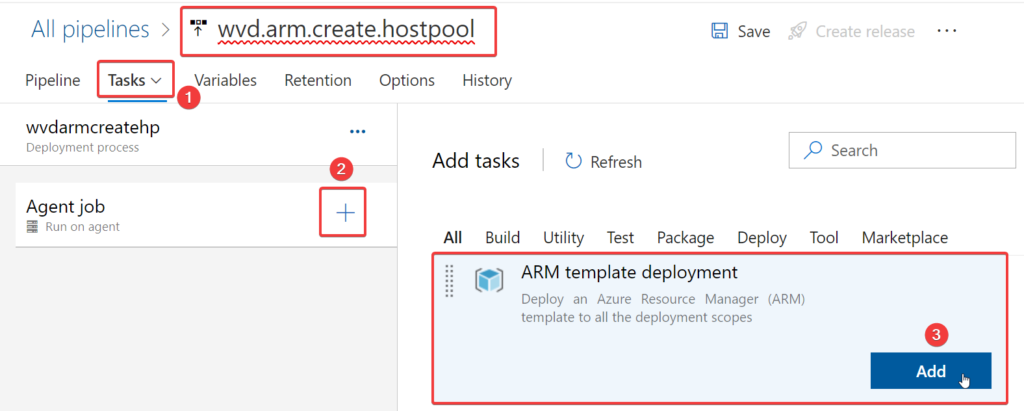 All pipelines > wvd.arm.create.hostpool
Save
Create release
...
Pipeline Tasks Variables Retention Options History
1
wvdarmcreatehp
Deployment process
...
2
Agent job
Run on agent
Add tasks
Refresh
Search
All Build Utility Test Package Deploy Tool Marketplace
ARM template deployment
Deploy an Azure Resource Manager (ARM)
template to all the deployment scopes
3
Add